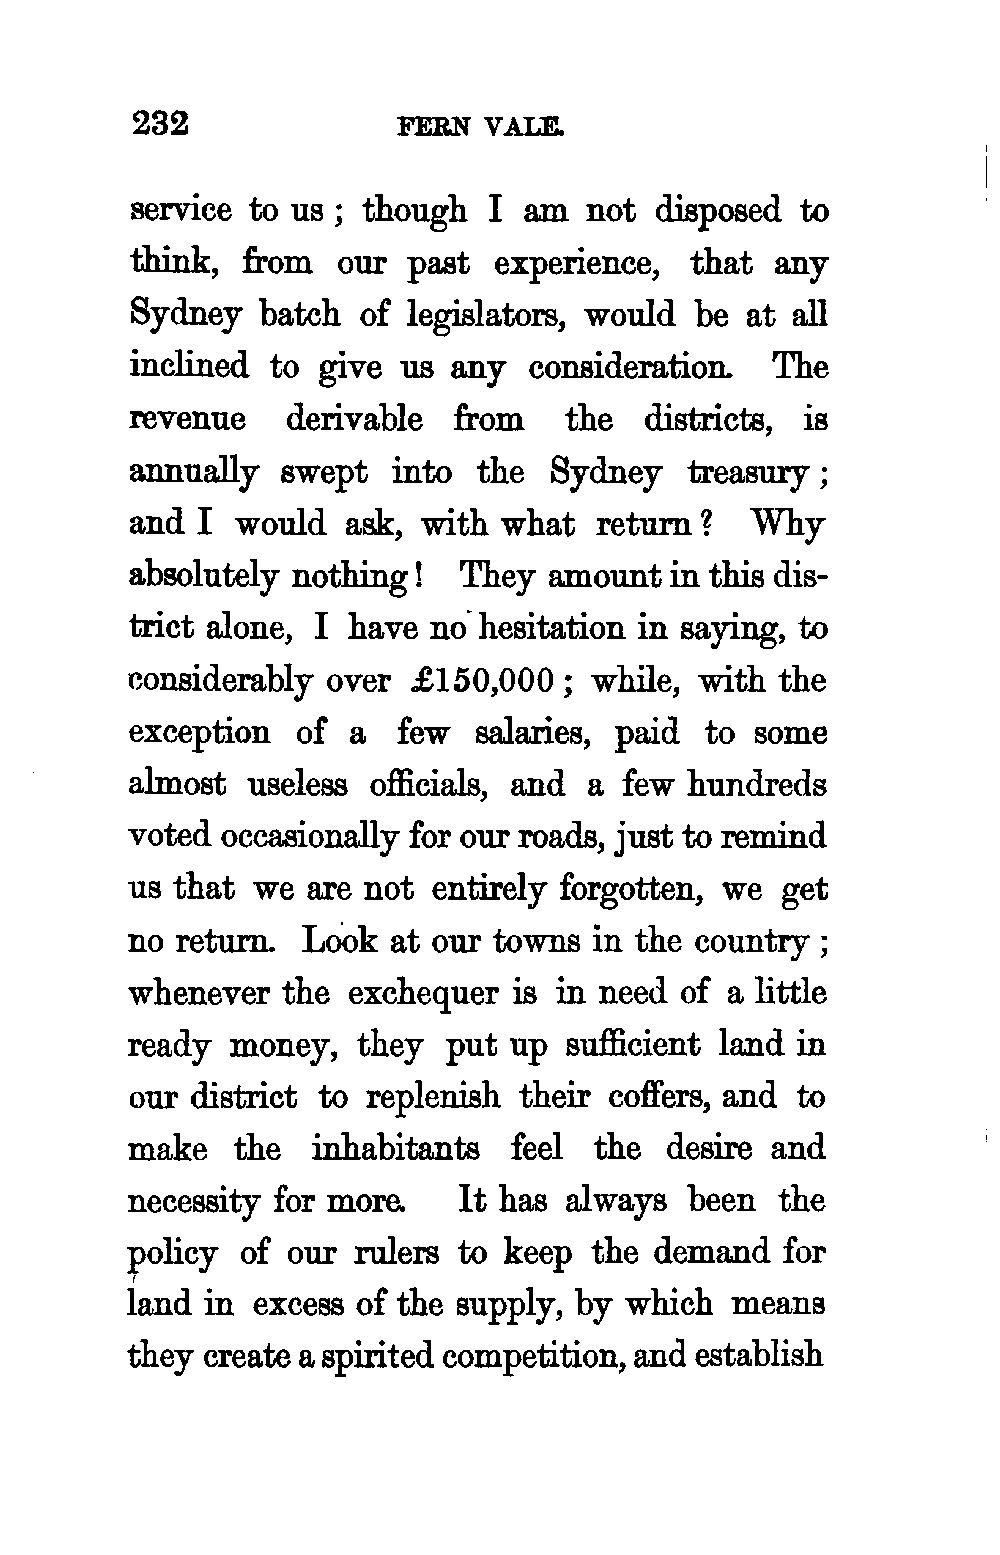 232 FERN VALE.
service to us ; though I am not disposed to
think, from our past experience, that any
Sydney batch of legislators, would be at all
inclined to give us any consideration. The
revenue derivable from the districts, is
annually swept into the Sydney treasury ;
and I would ask, with what return ? Why
absolutely nothing ! They amount in this dis-
trict alone, I have no hesitation in saying, to
considerably over £150,000 ; while, with the
exception of a few salaries, paid to some
almost useless officials, and a few hundreds
voted occasionally for our roads, just to remind
us that we are not entirely forgotten, we get
no return. Look at our towns in the country ;
whenever the exchequer is in need of a little
ready money, they put up sufficient land in
our district to replenish their coffers, and to
make the inhabitants feel the desire and
necessity for more. It has always been the
policy of our rulers to keep the demand for
land in excess of the supply, by which means
they create a spirited competition, and establish